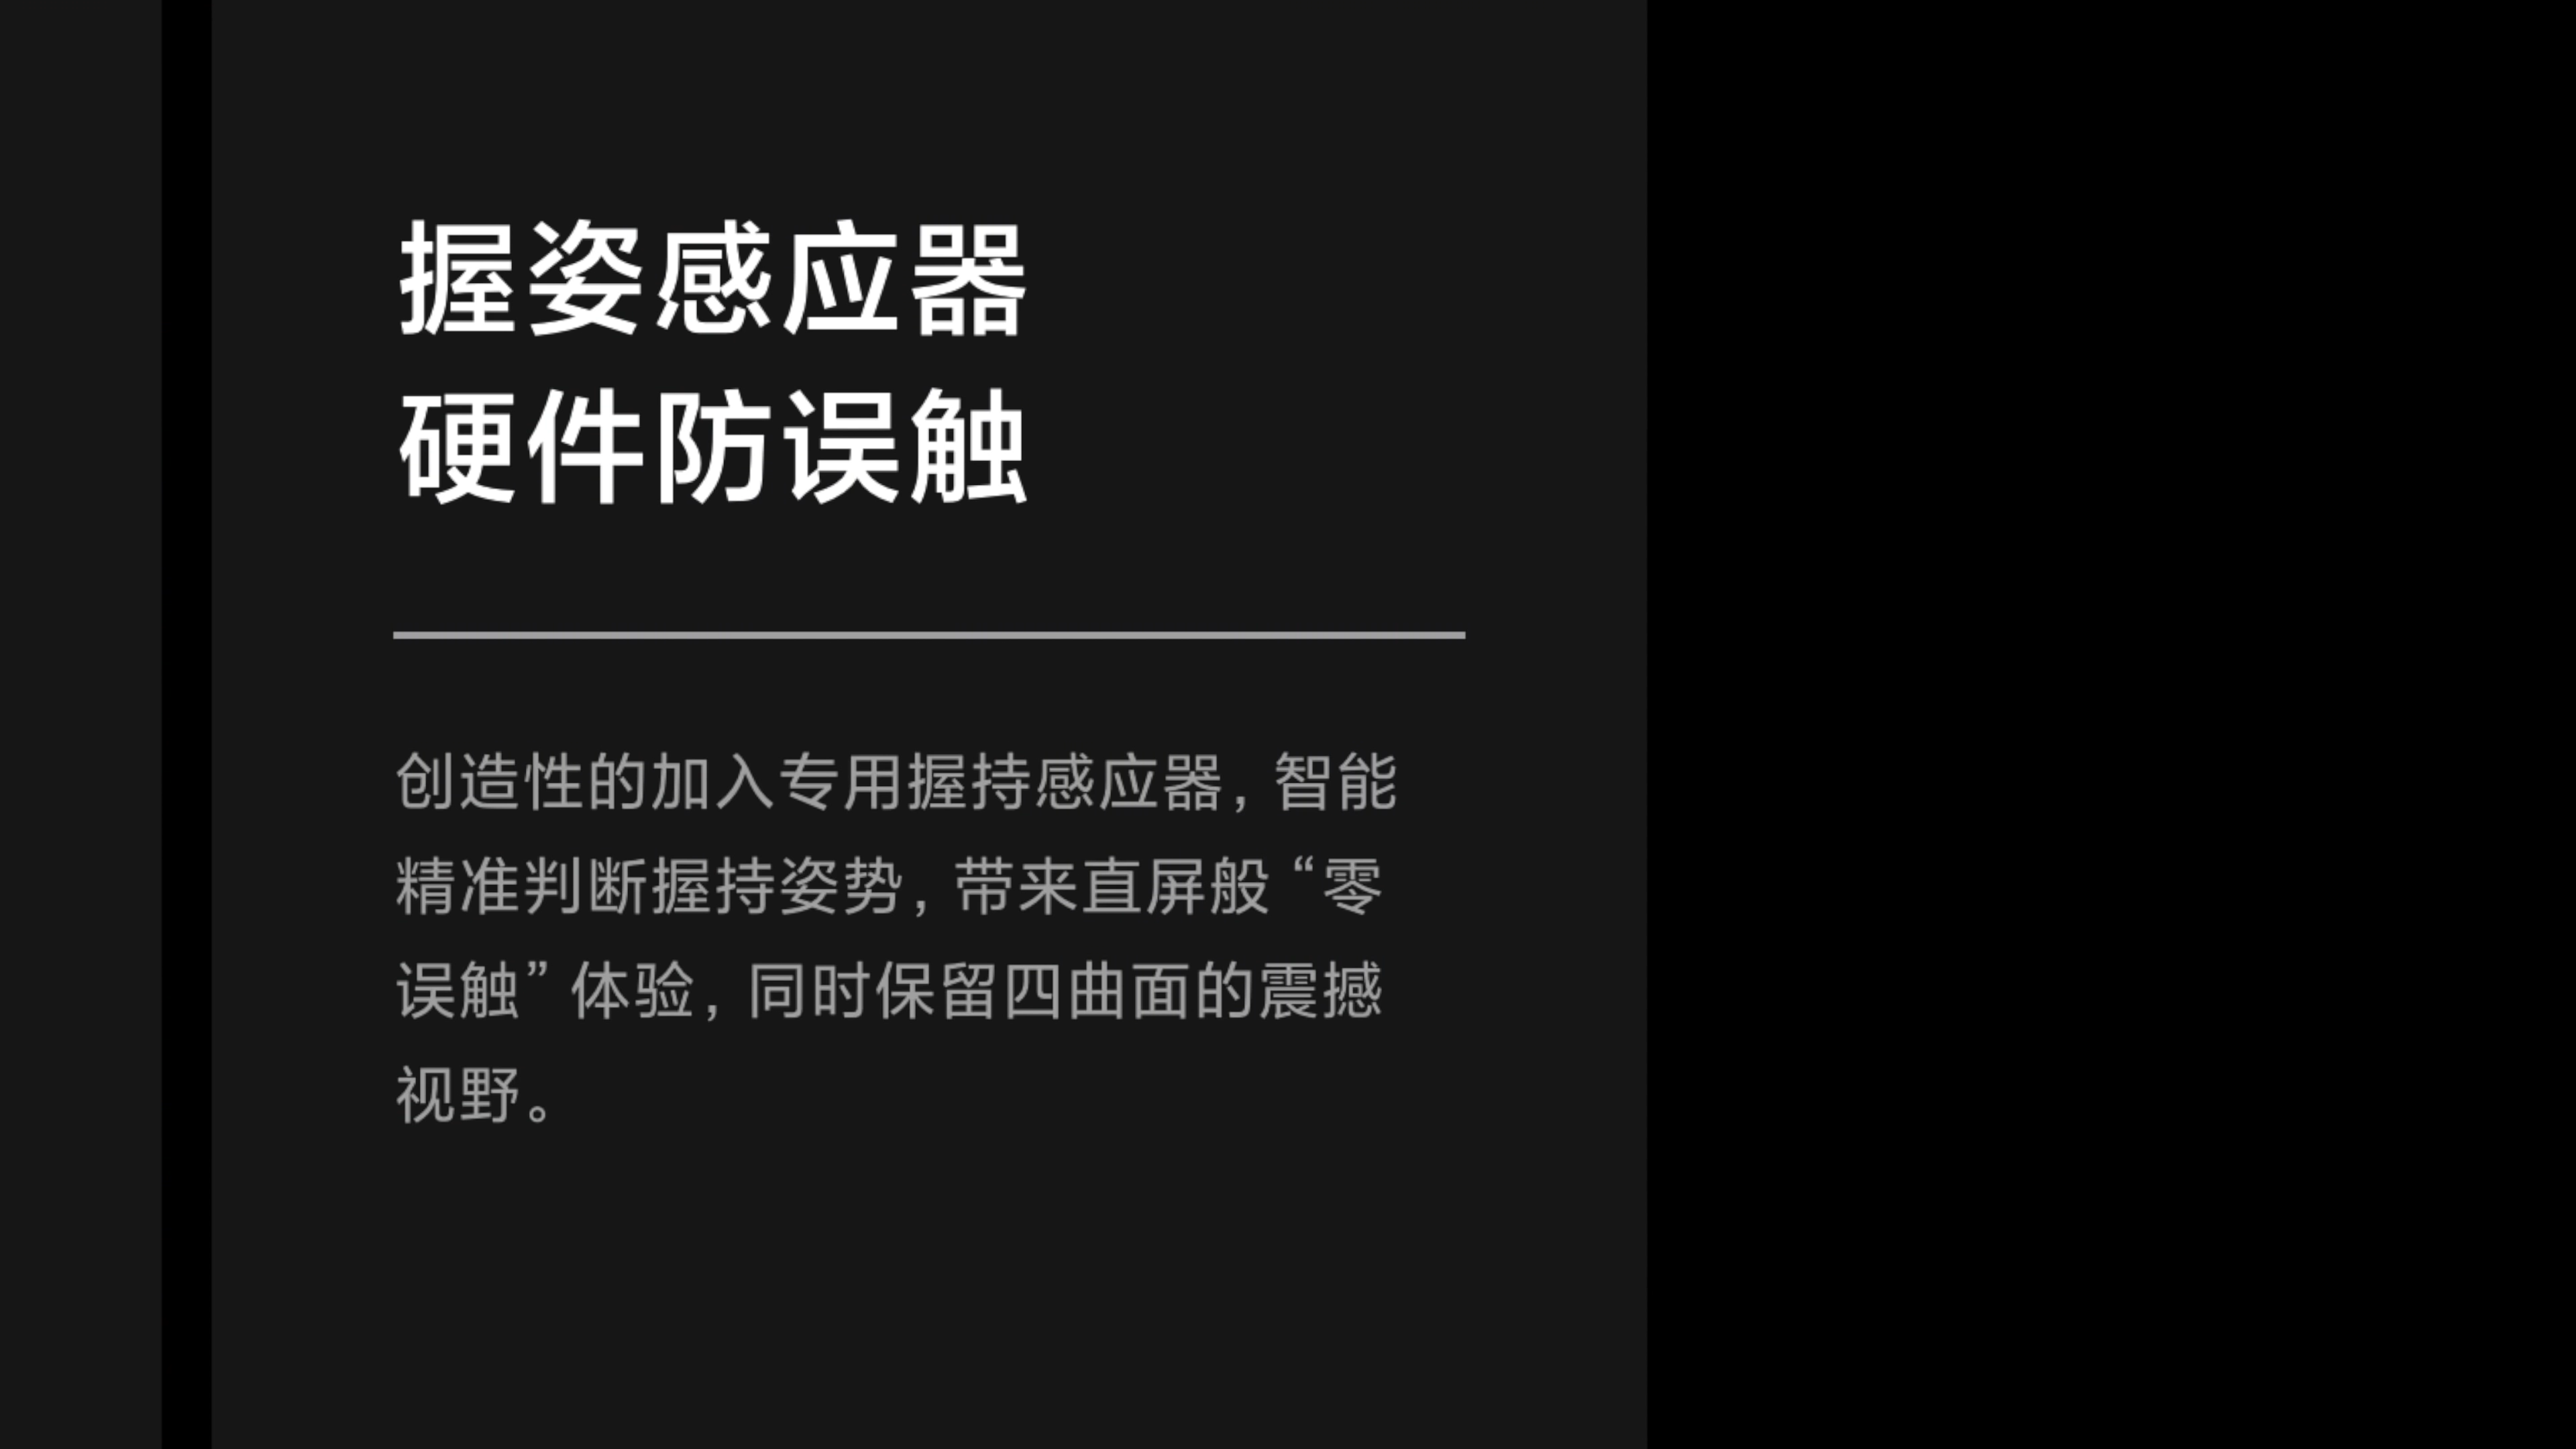 握姿感应器
硬件防误触
创造性的加入专用握持感应器，智能
精准判断握持姿势，带来直屏般“零
误触”体验，同时保留四曲面的震撼
视野。